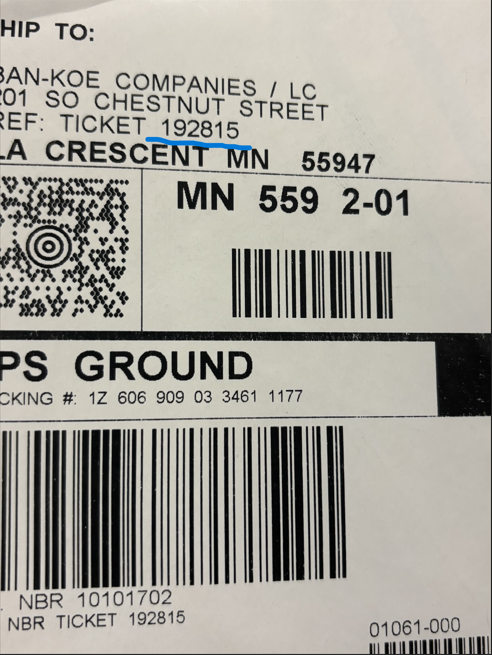 HIP TO:
BAN-KOE COMPANIES / LC
201 SO CHESTNUT STREET
REF: TICKET 192815
LA CRESCENT MN 55947
MN 559 2-01
PS GROUND
CKING #: 1Z 606 909 03 3461 1177
. NBR 10101702
NBR TICKET 192815
01061-000